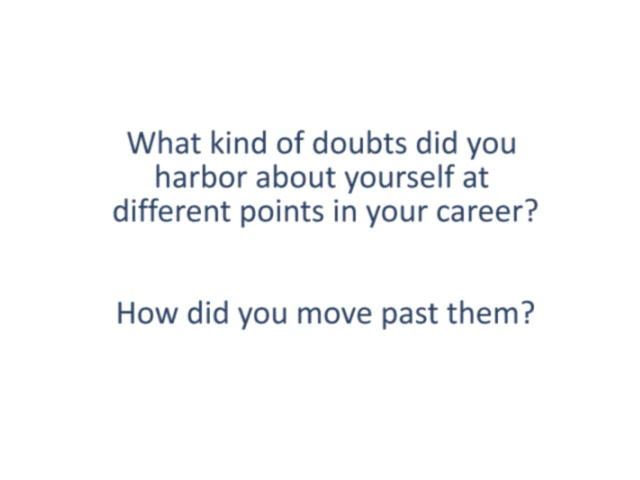 What kind of doubts did you
harbor about yourself at
different points in your career?
How did you move past them?